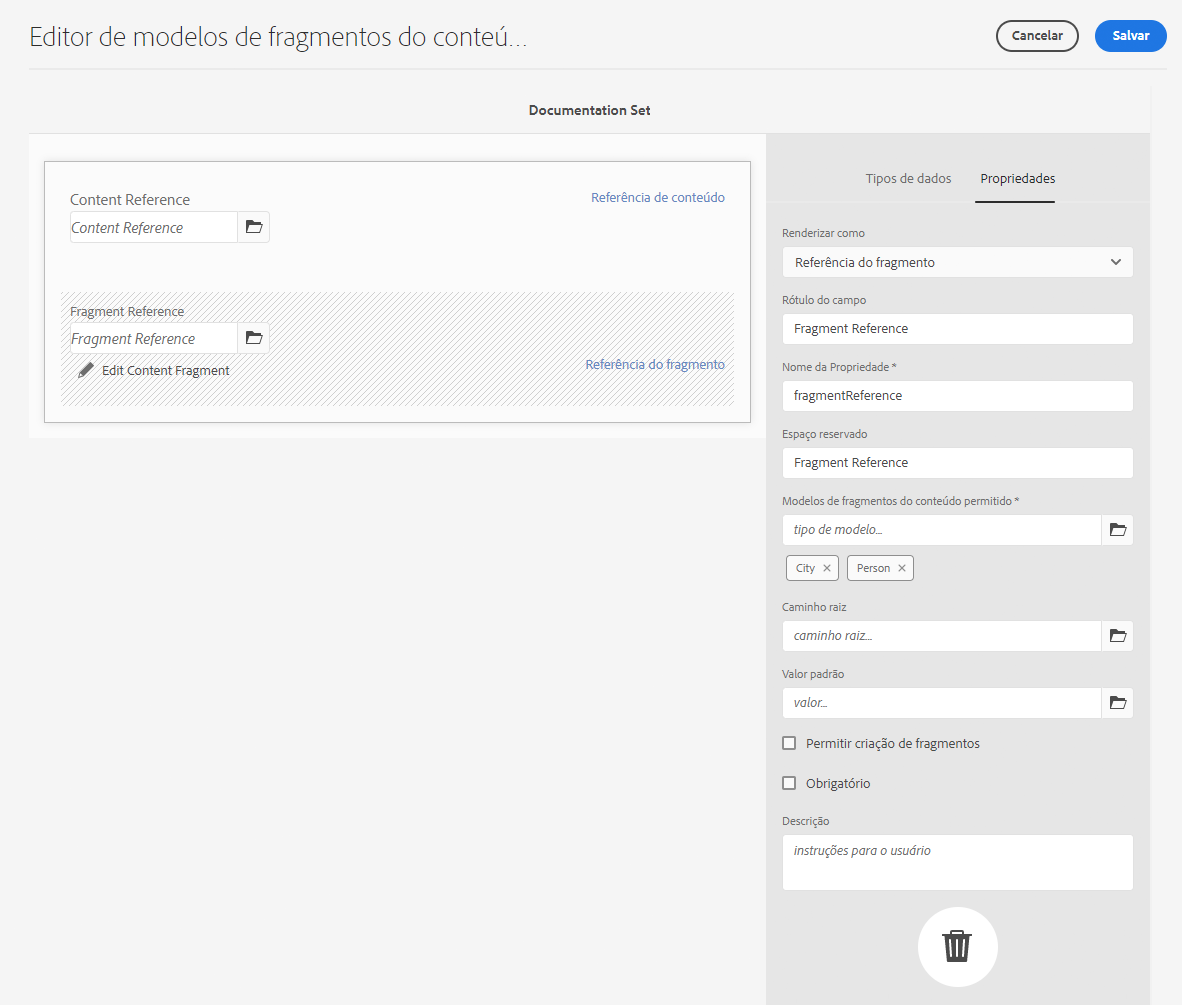 Editor de modelos de fragmentos do conteú...
Cancelar
Salvar
Documentation Set
Content Reference
Referência de conteúdo
Content Reference
Fragment Reference
Fragment Reference
Edit Content Fragment
Referência do fragmento
Tipos de dados
Propriedades
Renderizar como
Referência do fragmento
Rótulo do campo
Fragment Reference
Nome da Propriedade *
fragmentReference
Espaço reservado
Fragment Reference
Modelos de fragmentos do conteúdo permitido *
tipo de modelo...
City
Person
Caminho raiz
caminho raiz...
Valor padrão
valor...
Permitir criação de fragmentos
Obrigatório
Descrição
instruções para o usuário